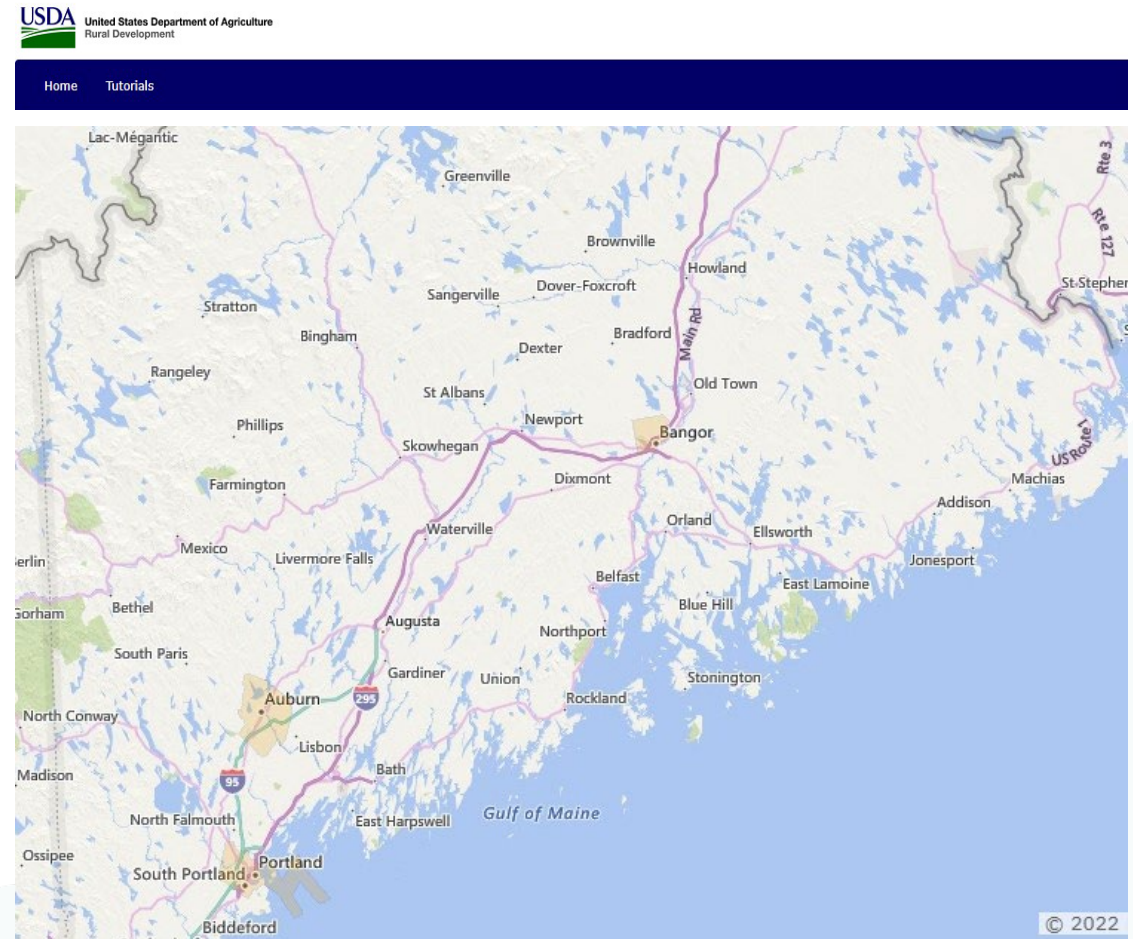 USDA
United States Department of Agriculture
Rural Development
Home Tutorials
Lac-Mégantic
Rte 3
Greenville
Rte 127
Brownville
Howland
Dover-Foxcroft
St Stephen
Sangerville
Stratton
Main Rd
Bradford
Bingham
Dexter
Rangeley
Old Town
St Albans
Newport
Phillips
Bangor
Skowhegan
US Route 1
Dixmont
Machias
Farmington
Addison
Orland
Waterville
Ellsworth
Mexico
Livermore Falls
Jonesport
erlin
Belfast
East Lamoine
Blue Hill
Bethel
Gorham
Augusta
Northport
South Paris
Gardiner
Union
Stonington
Auburn
295
Rockland
North Conway
Lisbon
Bath
Madison
95
Gulf of Maine
North Falmouth
East Harpswell
Ossipee
Portland
South Portland
Biddeford
© 2022